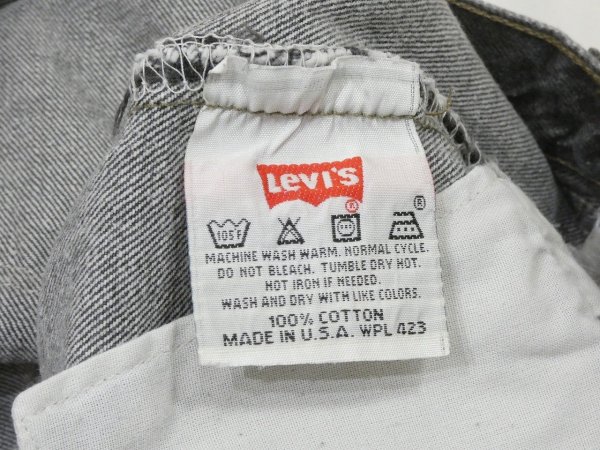 Levi's ®
105F ®
MACHINE WASH WARM. NORMAL CYCLE.
DO NOT BLEACH. TUMBLE DRY HOT.
HOT IRON IF NEEDED.
WASH AND DRY WITH LIKE COLORS.
100% COTTON
MADE IN U.S.A. WPL 423